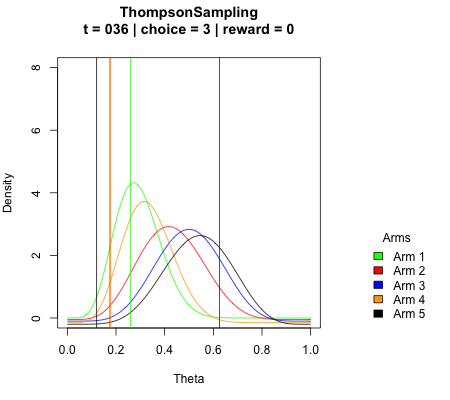 ThompsonSampling
t = 036 | choice = 3 | reward = 0
Density
8
6
4
2
0
0.0 0.2 0.4 0.6 0.8 1.0
Theta
Arms
Arm 1
Arm 2
Arm 3
Arm 4
Arm 5